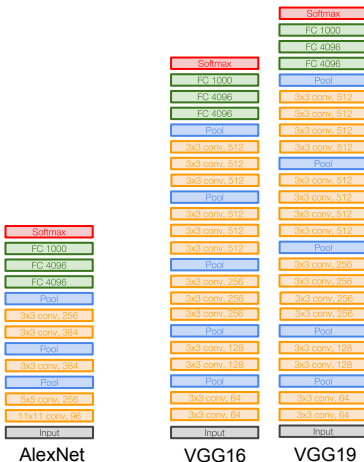 Softmax
FC 1000
FC 4096
FC 4096
Pool
3x3 conv, 256
3x3 conv, 384
Pool
3x3 conv, 384
Pool
5x5 conv, 256
11x11 conv, 96
Input
AlexNet
Softmax
FC 1000
FC 4096
FC 4096
Pool
3x3 conv, 512
3x3 conv, 512
3x3 conv, 512
Pool
3x3 conv, 512
3x3 conv, 512
3x3 conv, 512
Pool
3x3 conv, 256
3x3 conv, 256
3x3 conv, 256
Pool
3x3 conv, 128
3x3 conv, 128
Pool
3x3 conv, 64
3x3 conv, 64
Input
VGG16
Softmax
FC 1000
FC 4096
FC 4096
Pool
3x3 conv, 512
3x3 conv, 512
3x3 conv, 512
3x3 conv, 512
Pool
3x3 conv, 512
3x3 conv, 512
3x3 conv, 512
3x3 conv, 512
Pool
3x3 conv, 256
3x3 conv, 256
3x3 conv, 256
3x3 conv, 256
Pool
3x3 conv, 128
3x3 conv, 128
Pool
3x3 conv, 64
3x3 conv, 64
Input
VGG19